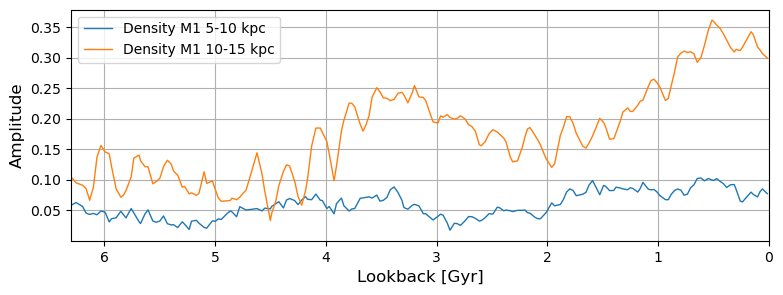 Density M1 5-10 kpc
Density M1 10-15 kpc
Amplitude
0.35
0.30
0.25
0.20
0.15
0.10
0.05
6 5 4 3 2 1 0
Lookback [Gyr]